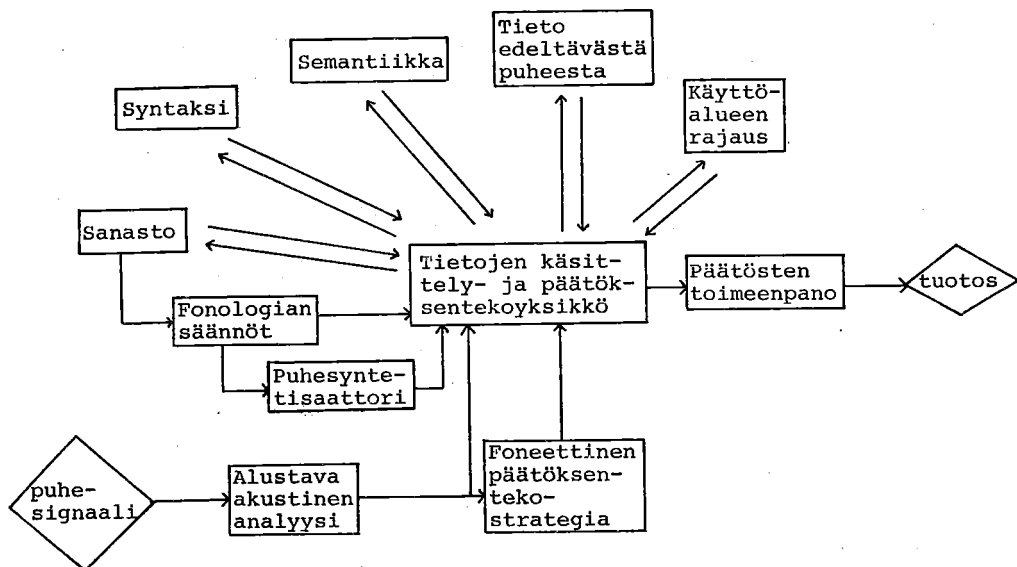 Tieto
edeltävästä
puheesta
Semantiikka
Käyttö-
alueen
rajaus
Syntaksi
Sanasto
Tietojen käsit-
tely- ja päätök-
sentekoyksikkö
Päätösten
toimeenpano
tuotos
Fonologian
säännöt
Puhesynte-
tisaattori
puhe-
signaali
Alustava
akustinen
analyysi
Foneettinen
päätöksen-
teko-
strategia